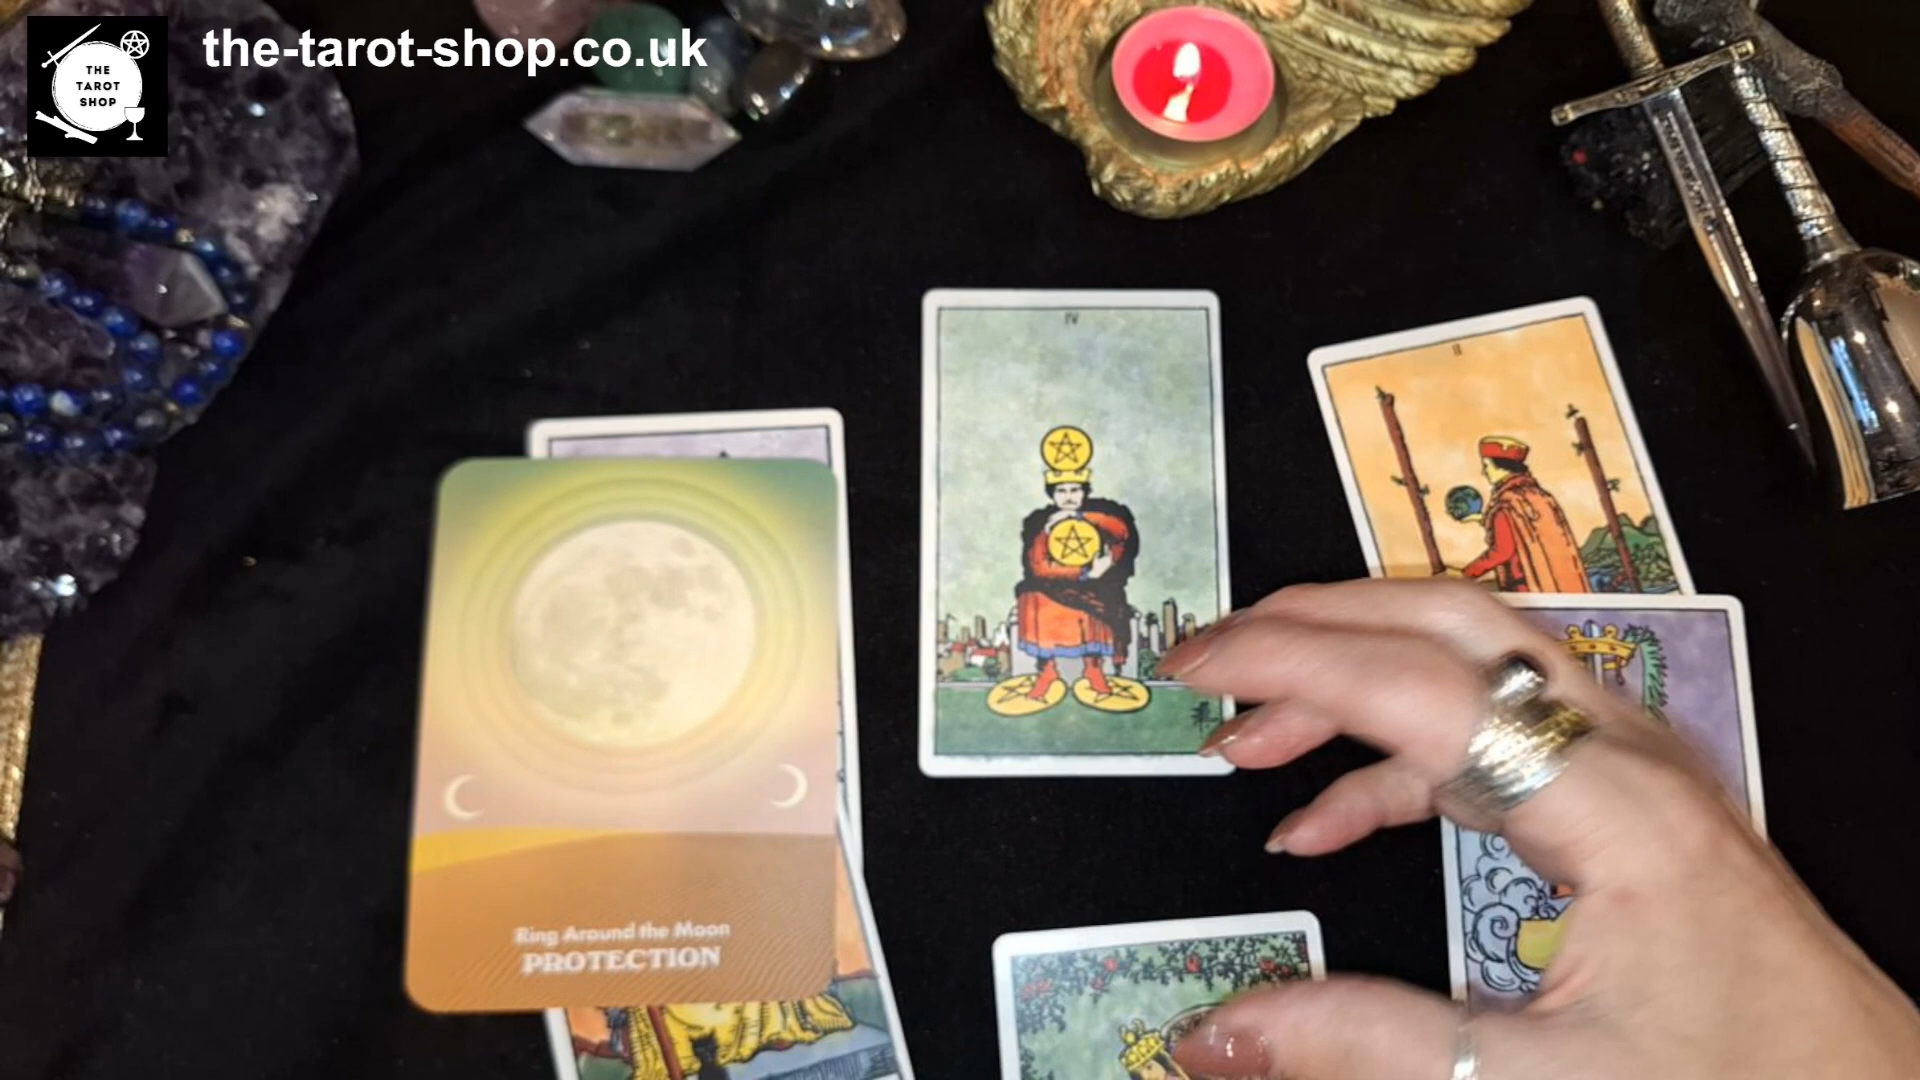 THE
TAROT
SHOP
the-tarot-shop.co.uk
IV
II
Ring Around the Moon
PROTECTION